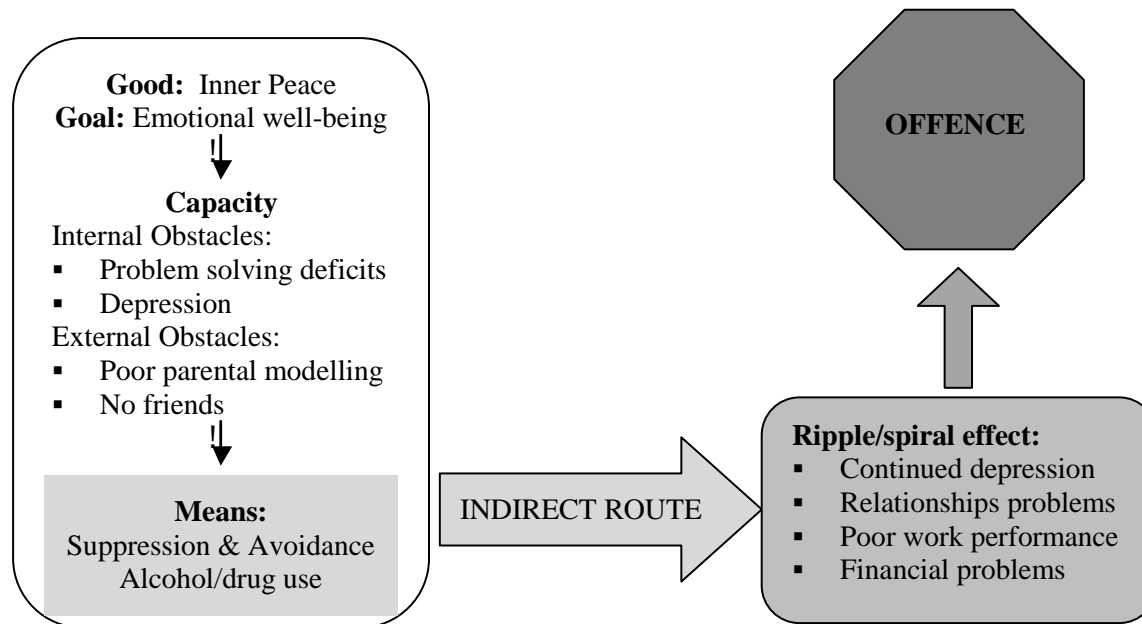 Good: Inner Peace
Goal: Emotional well-being
!
Capacity
Internal Obstacles:
▪ Problem solving deficits
▪ Depression
External Obstacles:
▪ Poor parental modelling
▪ No friends
!
Means:
Suppression & Avoidance
Alcohol/drug use
INDIRECT ROUTE
Ripple/spiral effect:
▪ Continued depression
▪ Relationships problems
▪ Poor work performance
▪ Financial problems
OFFENCE